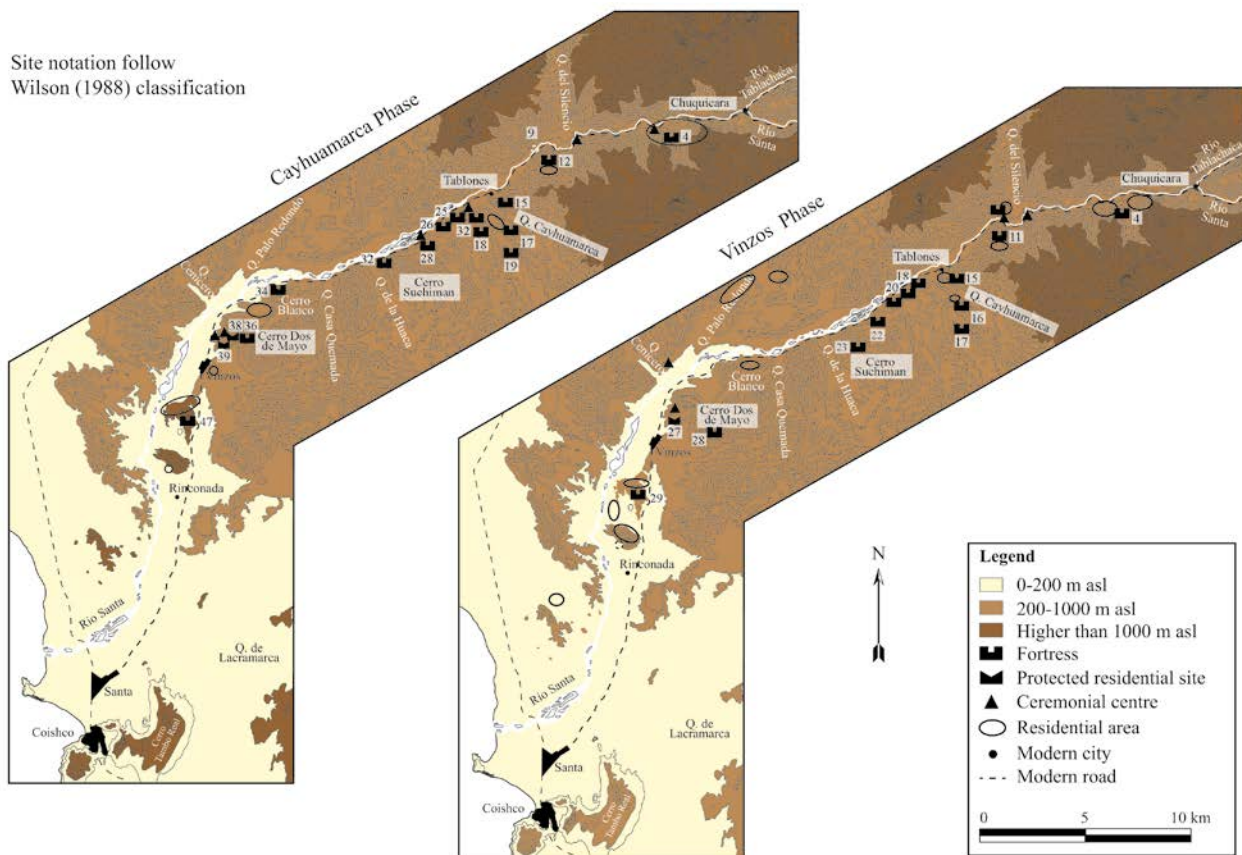 Site notation follow
Wilson (1988) classification
Cayhuamarca Phase
Q. del Silencio
Chuquicara
Río
Tablachaca
Río
Santa
9
4
12
Tablones
15
25
26
32
18
17
Q. Cayhuamarca
19
28
32
Q. Palo Redondo
Q.
Cenicero
Cerro
Suchiman
Q. de la Huaca
34
Cerro
Blanco
Q. Casa Quemada
38/36
Cerro Dos
de Mayo
39
Vinzos
47
Rinconada
Río Santa
Q. de
Lacramarca
Santa
Coishco
Cerro
Tambo Real
Vinzos Phase
Q. del Silencio
Chuquicara
Río
Tablachaca
Río
Santa
4
11
Tablones
18
15
20
Q. Cayhuamarca
16
22
17
23
Cerro
Suchiman
Q. Palo Redondo
Q.
Cenicero
Cerro
Blanco
Q. de la Huaca
Q. Casa Quemada
Cerro Dos
de Mayo
27
28
Vinzos
29
Rinconada
Río Santa
Q. de
Lacramarca
Santa
Coishco
Cerro
Tambo Real
N
Legend
0-200 m asl
200-1000 m asl
Higher than 1000 m asl
Fortress
Protected residential site
Ceremonial centre
Residential area
Modern city
Modern road
0 5 10 km